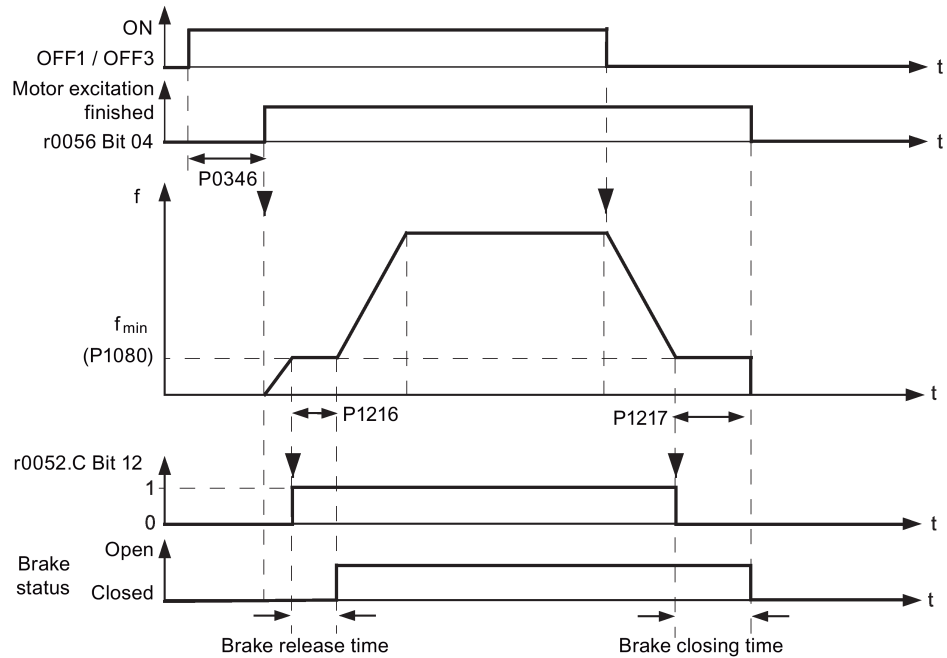 ON
OFF1 / OFF3
t
Motor excitation
finished
r0056 Bit 04
t
P0346
f
fmin
(P1080)
t
P1216
P1217
r0052.C Bit 12
1
0
t
Brake
status
Open
Closed
t
Brake release time
Brake closing time